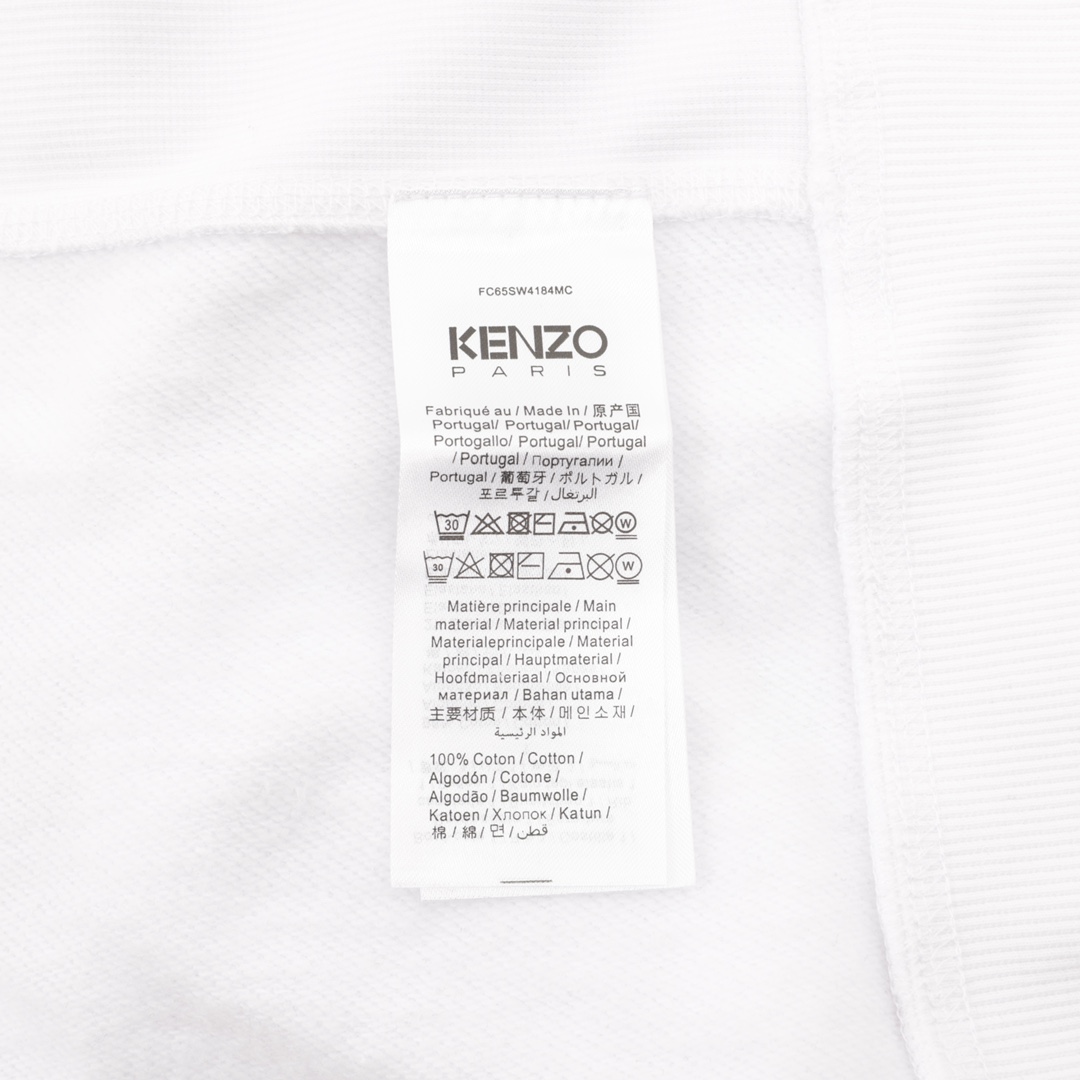 FC65SW4184MC
KENZO
PARIS
Fabriqué au / Made In / 原产国
Portugal/ Portugal/ Portugal/
Portogallo/ Portugal/ Portugal
/ Portugal / Португалии /
Portugal / 葡萄牙 / ポルトガル /
포르투갈 / البرتغال
30 W
30 W
Matière principale / Main
material / Material principal /
Materialeprincipale / Material
principal / Hauptmaterial /
Hoofdmateriaal / Основной
материал / Bahan utama /
主要材质 / 本体 / 메인소재 /
المواد الرئيسية
100% Coton / Cotton /
Algodón / Cotone /
Algodão / Baumwolle /
Katoen / Хлопок / Katun /
棉 / 綿 / 면 / قطن